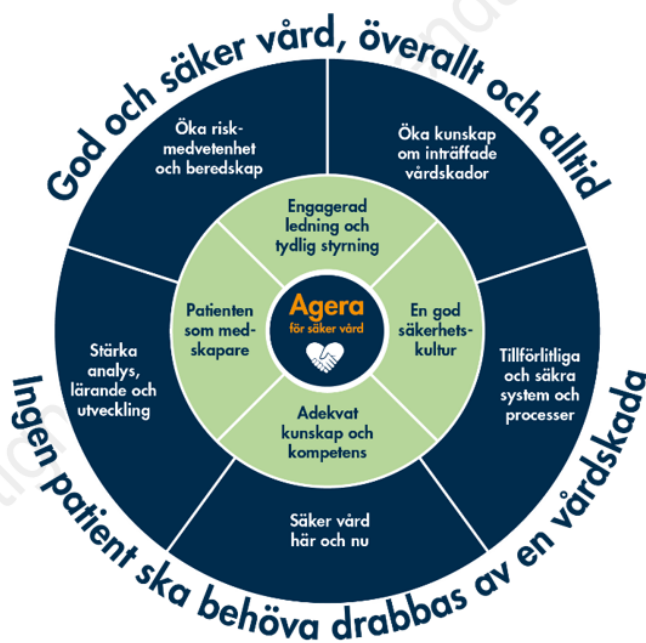 God och säker vård, överallt och alltid
Öka risk-
medvetenhet
och beredskap
Öka kunskap
om inträffade
vårdskador
Engagerad
ledning och
tydlig styrning
Patienten
som med-
skapare
Agera
för säker vård
En god
säkerhets-
kultur
Stärka
analys,
lärande och
utveckling
Tillförlitliga
och säkra
system och
processer
Adekvat
kunskap och
kompetens
Säker vård
här och nu
Ingen patient ska behöva drabbas av en vårdskada